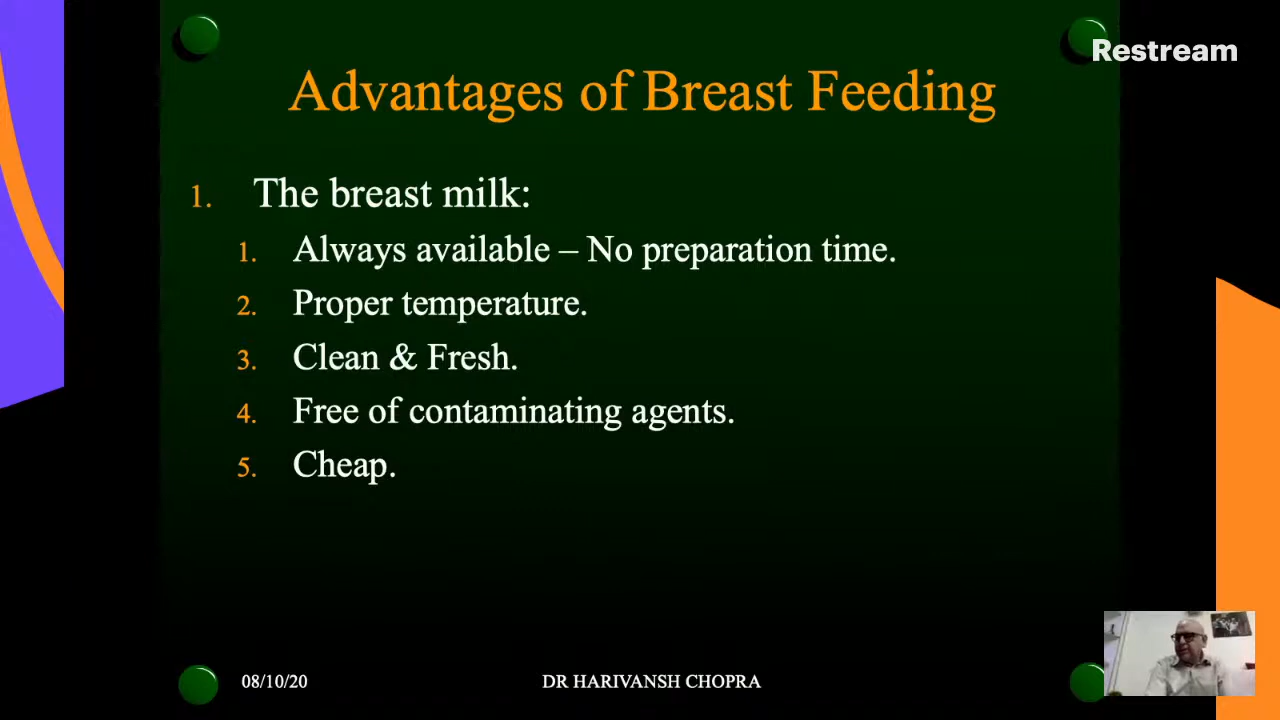 Restream
Advantages of Breast Feeding
1. The breast milk:
1. Always available – No preparation time.
2. Proper temperature.
3. Clean & Fresh.
4. Free of contaminating agents.
5. Cheap.
08/10/20
DR HARIVANSH CHOPRA